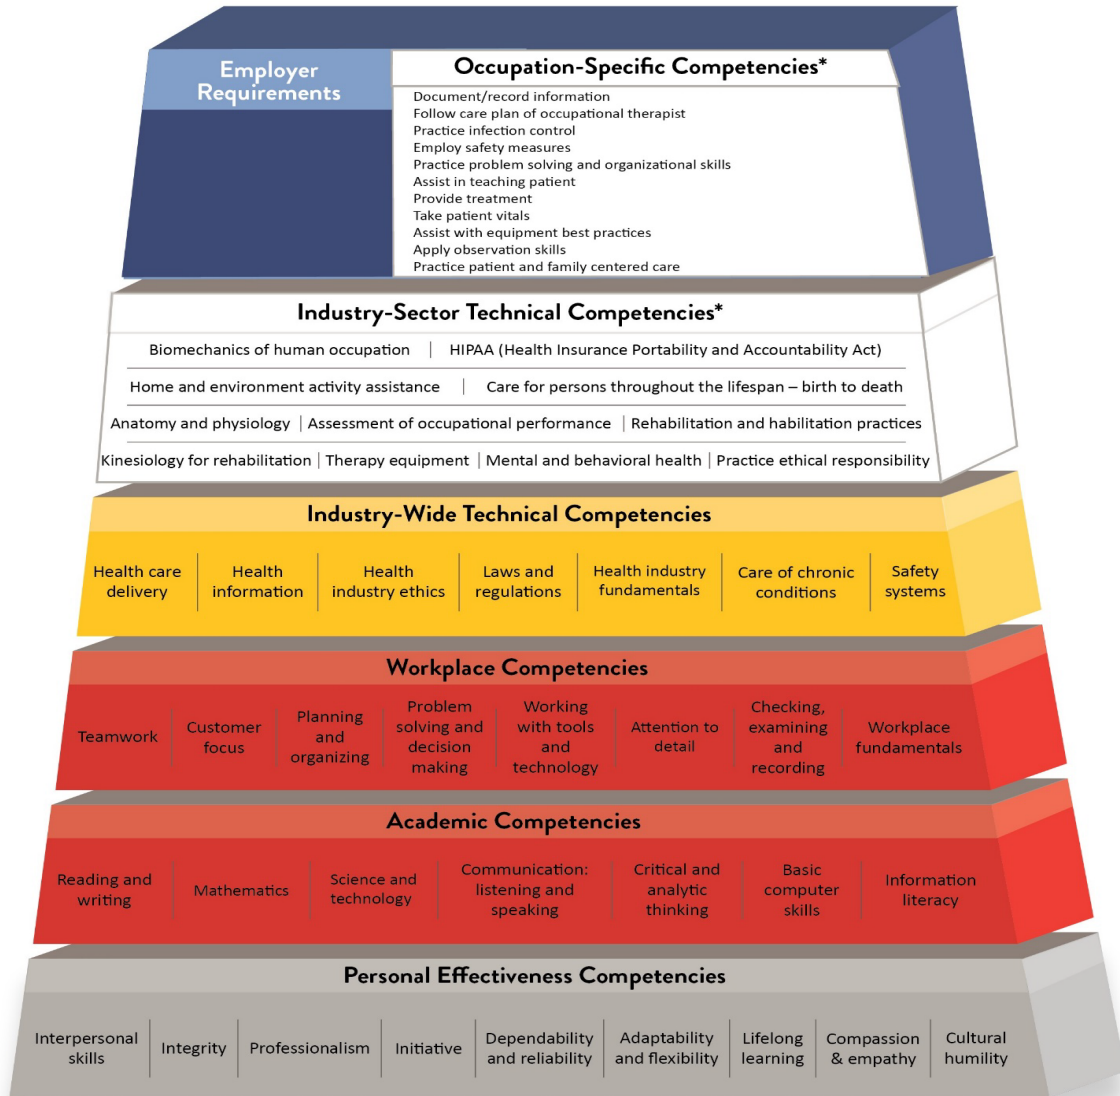 Employer
Requirements
Occupation-Specific Competencies*
Document/record information
Follow care plan of occupational therapist
Practice infection control
Employ safety measures
Practice problem solving and organizational skills
Assist in teaching patient
Provide treatment
Take patient vitals
Assist with equipment best practices
Apply observation skills
Practice patient and family centered care
Industry-Sector Technical Competencies*
Biomechanics of human occupation | HIPAA (Health Insurance Portability and Accountability Act)
Home and environment activity assistance | Care for persons throughout the lifespan – birth to death
Anatomy and physiology | Assessment of occupational performance | Rehabilitation and habilitation practices
Kinesiology for rehabilitation | Therapy equipment | Mental and behavioral health | Practice ethical responsibility
Industry-Wide Technical Competencies
Health care
delivery
Health
information
Health
industry ethics
Laws and
regulations
Health industry
fundamentals
Care of chronic
conditions
Safety
systems
Workplace Competencies
Teamwork
Customer
focus
Planning
and
organizing
Problem
solving and
decision
making
Working
with tools
and
technology
Attention to
detail
Checking,
examining
and
recording
Workplace
fundamentals
Academic Competencies
Reading and
writing
Mathematics
Science and
technology
Communication:
listening and
speaking
Critical and
analytic
thinking
Basic
computer
skills
Information
literacy
Personal Effectiveness Competencies
Interpersonal
skills
Integrity
Professionalism
Initiative
Dependability
and reliability
Adaptability
and flexibility
Lifelong
learning
Compassion
& empathy
Cultural
humility